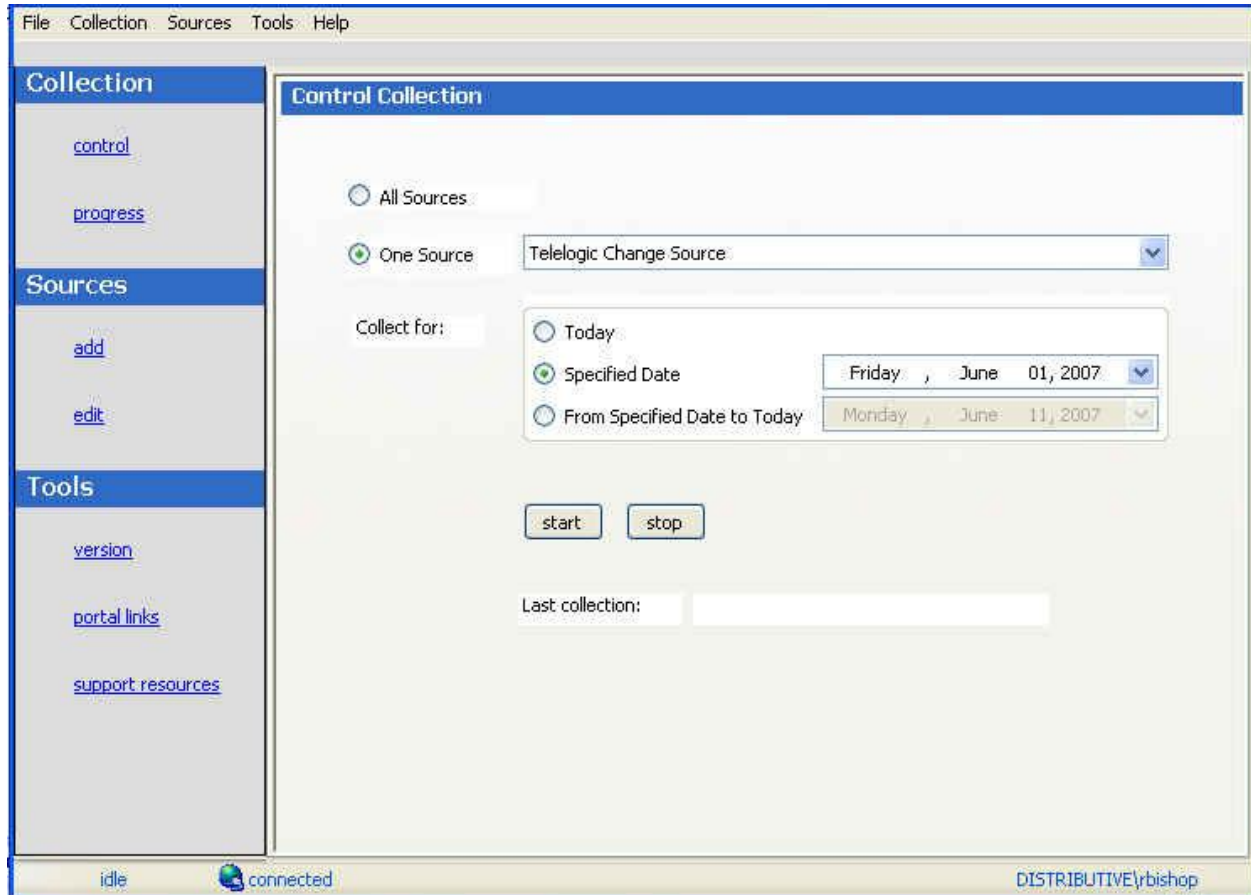 File Collection Sources Tools Help
Collection
control
progress
Sources
add
edit
Tools
version
portal links
support resources
Control Collection
All Sources
One Source Telelogic Change Source
Collect for:
Today
Specified Date Friday , June 01, 2007
From Specified Date to Today Monday , June 11, 2007
start stop
Last collection:
idle connected DISTRIBUTIVE\rbishop